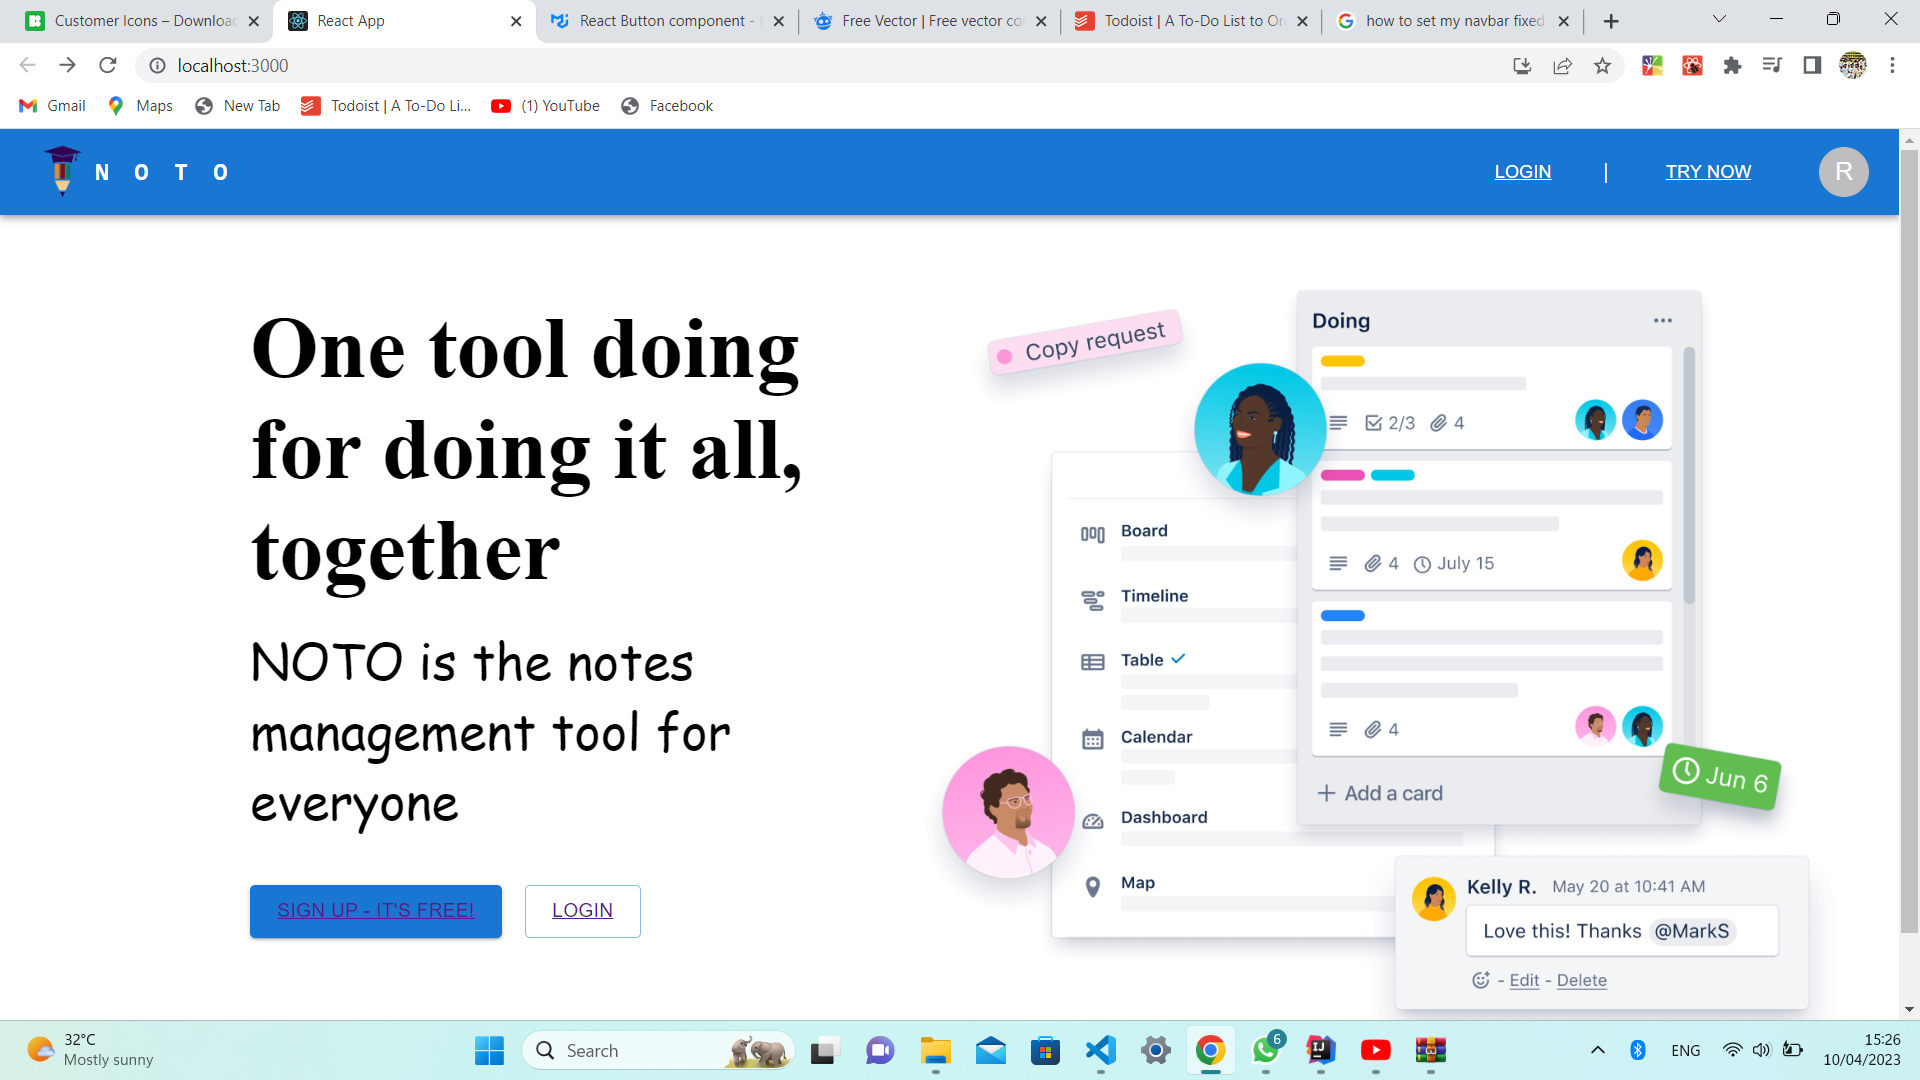 Customer Icons – Download
React App
React Button component -
Free Vector | Free vector co
Todoist | A To-Do List to Or
how to set my navbar fixed
localhost:3000
Gmail
Maps
New Tab
Todoist | A To-Do Li...
(1) YouTube
Facebook
NOTO
LOGIN
|
TRY NOW
R
One tool doing
for doing it all,
together
NOTO is the notes
management tool for
everyone
SIGN UP - IT'S FREE!
LOGIN
Copy request
Doing
2/3
4
4
July 15
4
+ Add a card
Jun 6
Board
Timeline
Table
Calendar
Dashboard
Map
Kelly R. May 20 at 10:41 AM
Love this! Thanks @MarkS
- Edit - Delete
32°C
Mostly sunny
Search
6
ENG
15:26
10/04/2023